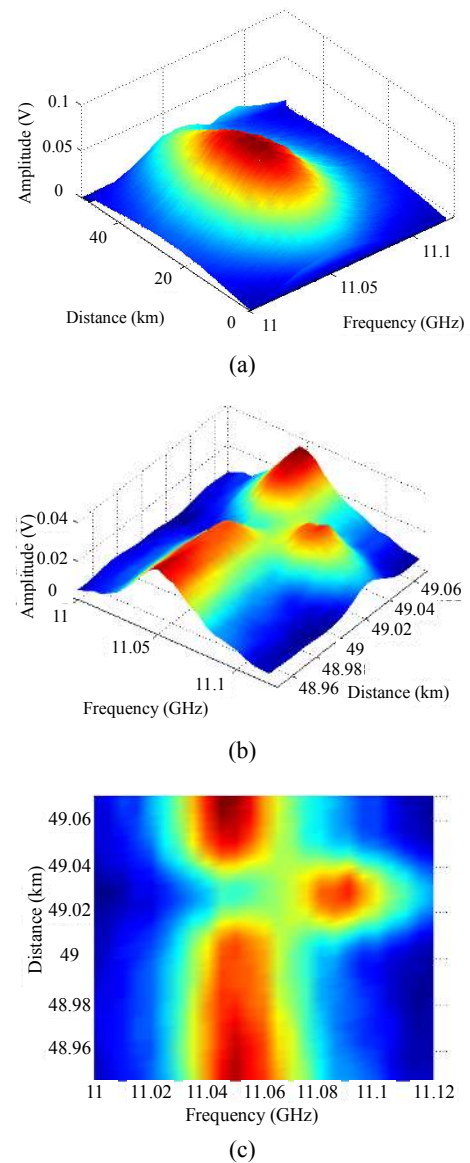 0.1
0.05
0
Amplitude (V)
40
20
0
Distance (km)
11
11.05
11.1
Frequency (GHz)
(a)
0.04
0.02
0
Amplitude (V)
11
11.05
11.1
Frequency (GHz)
49.06
49.04
49.02
49
48.98
48.96
Distance (km)
(b)
49.06
49.04
49.02
49
48.98
48.96
Distance (km)
11 11.02 11.04 11.06 11.08 11.1 11.12
Frequency (GHz)
(c)